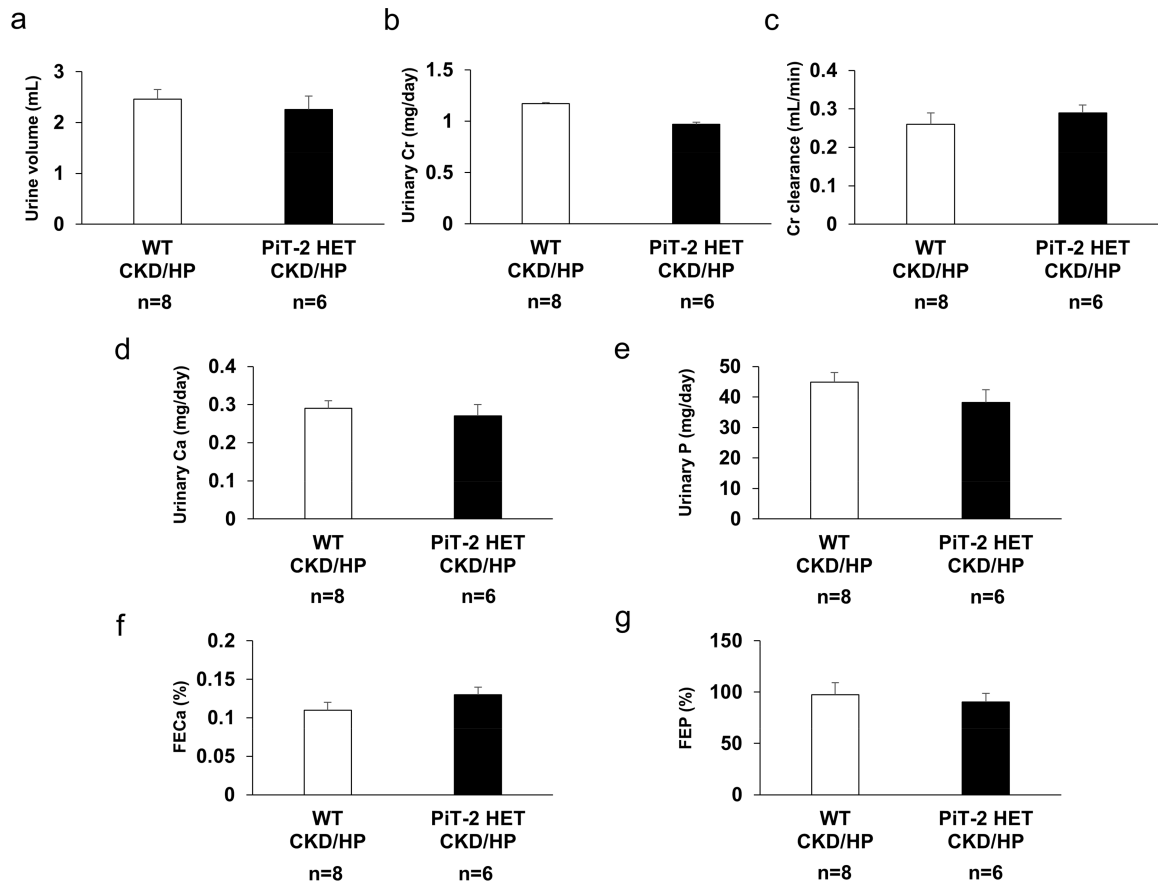 a
Urine volume (mL)
3
2
1
0
WT
CKD/HP
n=8
PiT-2 HET
CKD/HP
n=6
b
Urinary Cr (mg/day)
1.5
1
0.5
0
WT
CKD/HP
n=8
PiT-2 HET
CKD/HP
n=6
c
Cr clearance (mL/min)
0.4
0.3
0.2
0.1
0
WT
CKD/HP
n=8
PiT-2 HET
CKD/HP
n=6
d
Urinary Ca (mg/day)
0.4
0.3
0.2
0.1
0
WT
CKD/HP
n=8
PiT-2 HET
CKD/HP
n=6
e
Urinary P (mg/day)
50
40
30
20
10
0
WT
CKD/HP
n=8
PiT-2 HET
CKD/HP
n=6
f
FECa (%)
0.2
0.15
0.1
0.05
0
WT
CKD/HP
n=8
PiT-2 HET
CKD/HP
n=6
g
FEP (%)
150
100
50
0
WT
CKD/HP
n=8
PiT-2 HET
CKD/HP
n=6